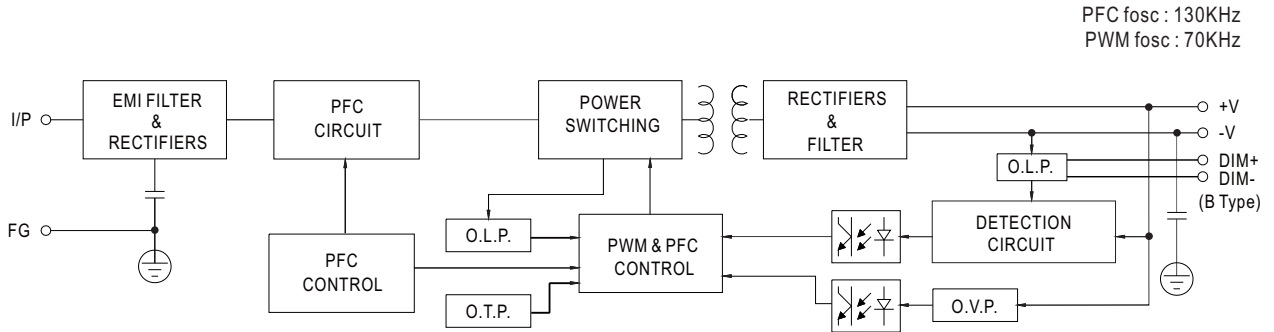 PFC fosc : 130KHz
PWM fosc : 70KHz
I/P
EMI FILTER
&
RECTIFIERS
PFC
CIRCUIT
POWER
SWITCHING
RECTIFIERS
&
FILTER
+V
-V
O.L.P.
DIM+
DIM-
(B Type)
FG
O.L.P.
DETECTION
CIRCUIT
PFC
CONTROL
PWM & PFC
CONTROL
O.T.P.
O.V.P.